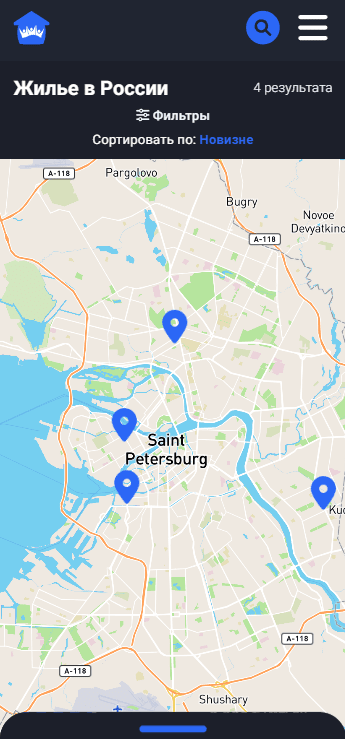 Жилье в России
4 результата
Фильтры
Сортировать по: Новизне
A-118
Pargolovo
Bugry
Novoe
Devyatkino
A-118
Saint
Petersburg
A-118
A-118
Shushary